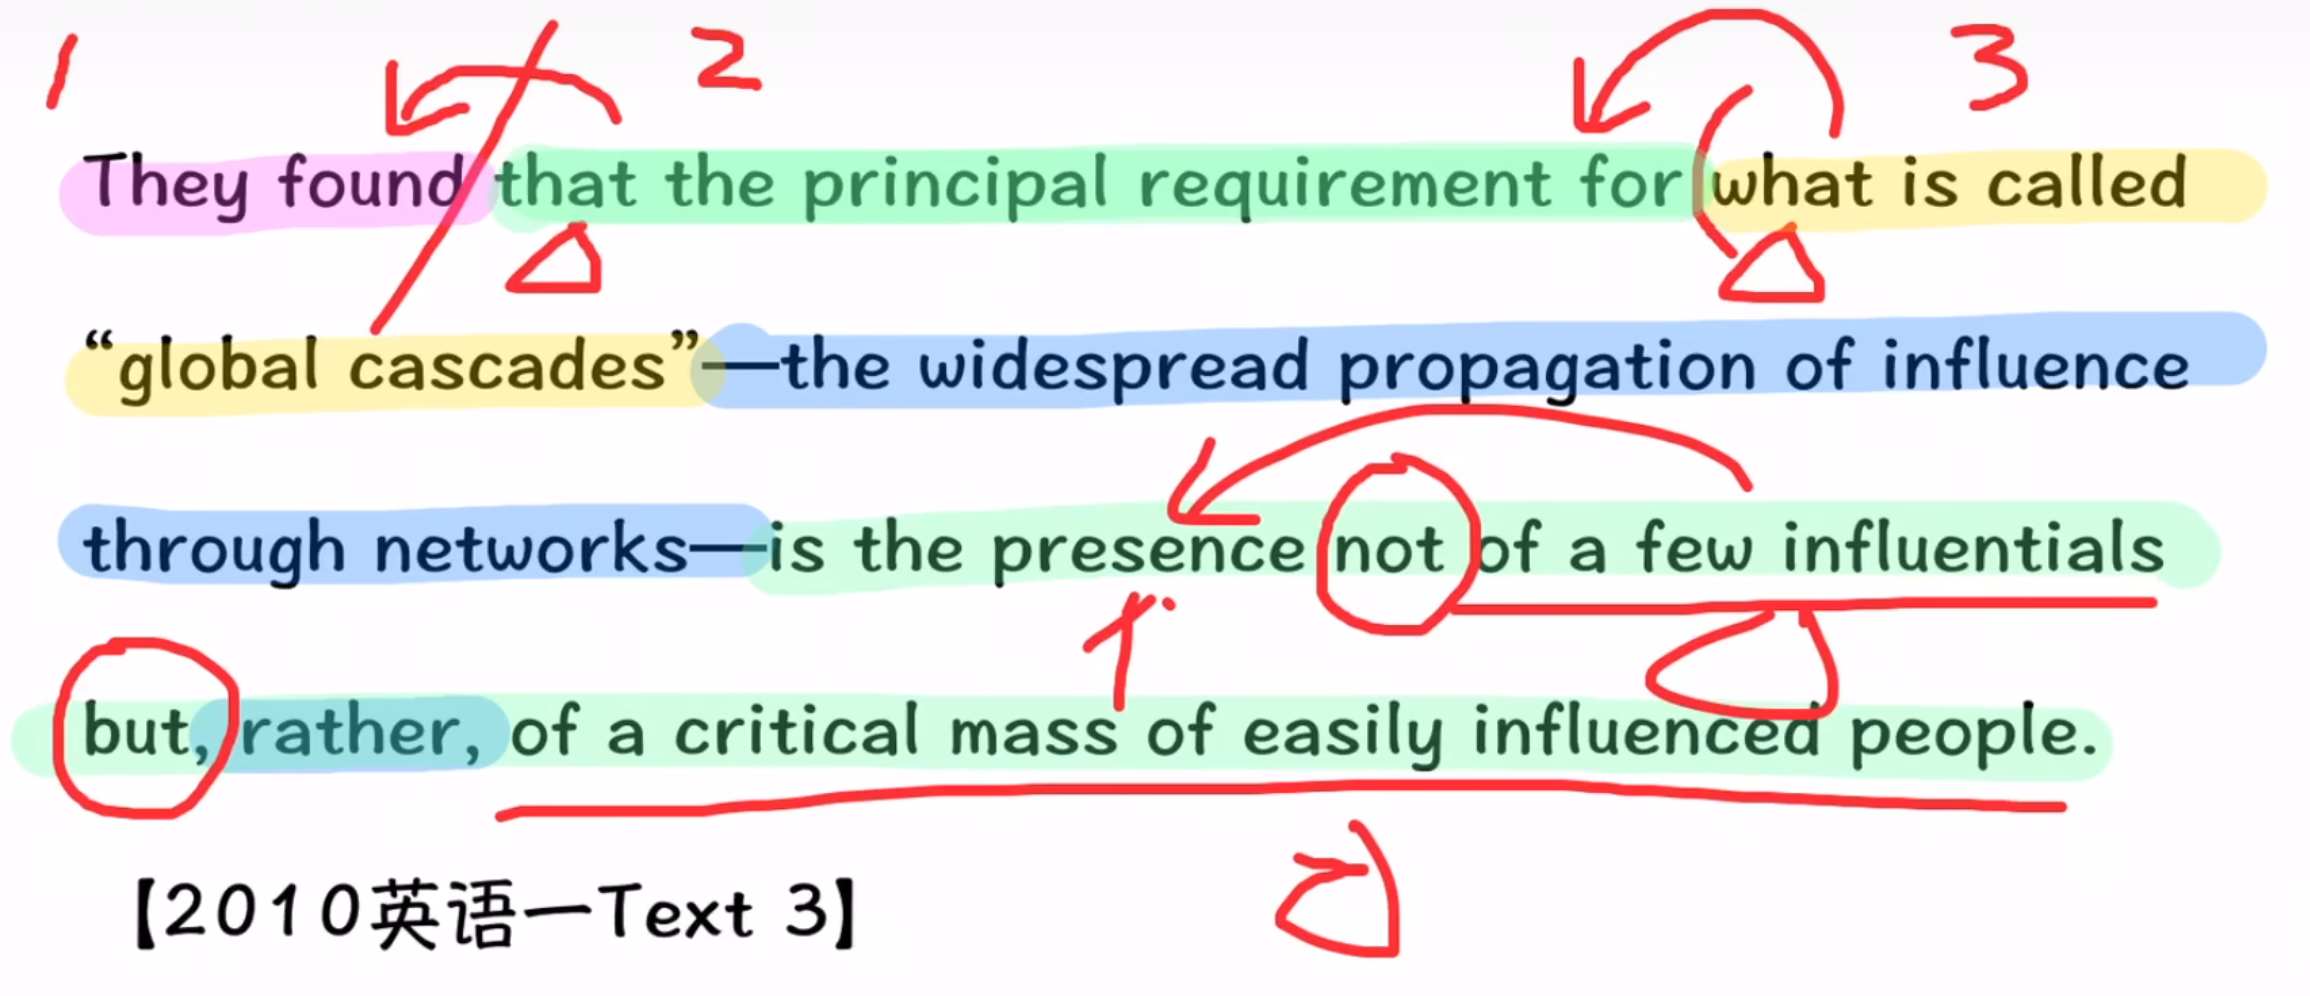 1 2 3
They found that the principal requirement for what is called
“global cascades”—the widespread propagation of influence
through networks—is the presence not of a few influentials
but, rather, of a critical mass of easily influenced people.
【2010英语一Text 3】